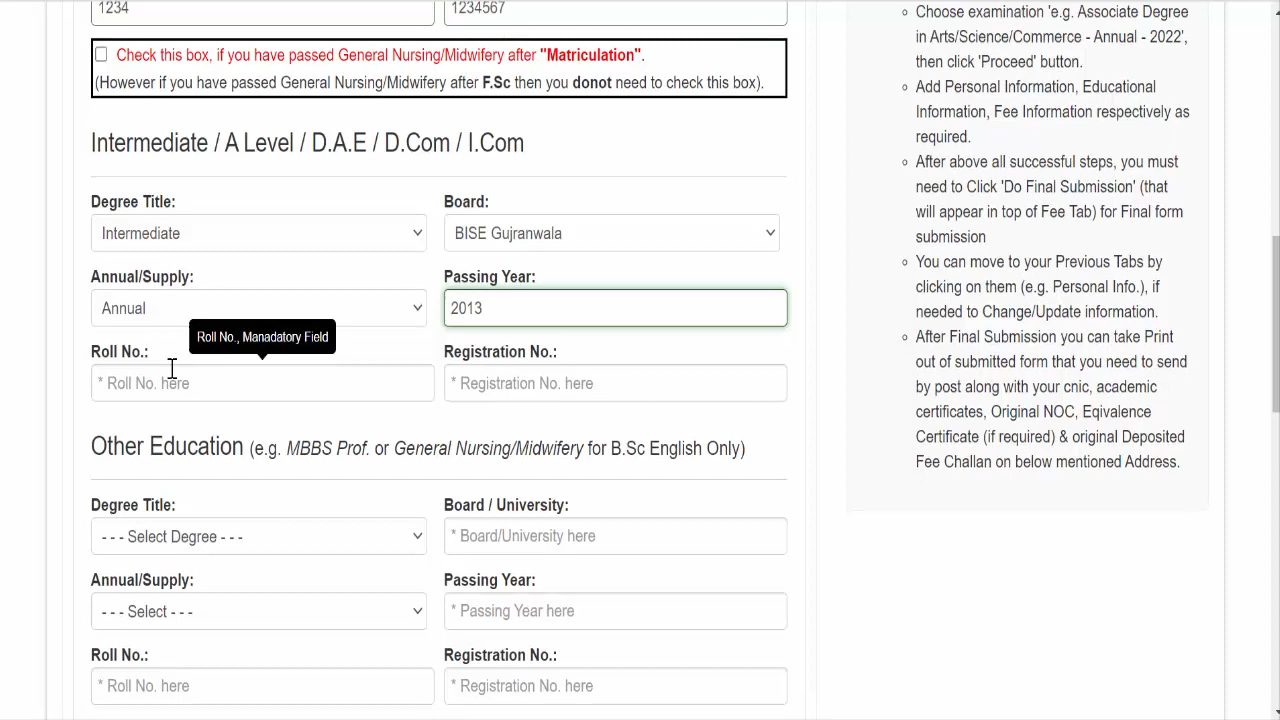 1234
1234567
Check this box, if you have passed General Nursing/Midwifery after "Matriculation".
(However if you have passed General Nursing/Midwifery after F.Sc then you donot need to check this box).
Intermediate / A Level / D.A.E / D.Com / I.Com
Degree Title:
Board:
Intermediate
BISE Gujranwala
Annual/Supply:
Passing Year:
Annual
2013
Roll No., Manadatory Field
Roll No.:
Registration No.:
* Roll No. here
* Registration No. here
Other Education (e.g. MBBS Prof. or General Nursing/Midwifery for B.Sc English Only)
Degree Title:
Board / University:
- - - Select Degree - - -
* Board/University here
Annual/Supply:
Passing Year:
- - - Select - - -
* Passing Year here
Roll No.:
Registration No.:
* Roll No. here
* Registration No. here
Choose examination 'e.g. Associate Degree
in Arts/Science/Commerce - Annual - 2022',
then click 'Proceed' button.
Add Personal Information, Educational
Information, Fee Information respectively as
required.
After above all successful steps, you must
need to Click 'Do Final Submission' (that
will appear in top of Fee Tab) for Final form
submission
You can move to your Previous Tabs by
clicking on them (e.g. Personal Info.), if
needed to Change/Update information.
After Final Submission you can take Print
out of submitted form that you need to send
by post along with your cnic, academic
certificates, Original NOC, Eqivalence
Certificate (if required) & original Deposited
Fee Challan on below mentioned Address.